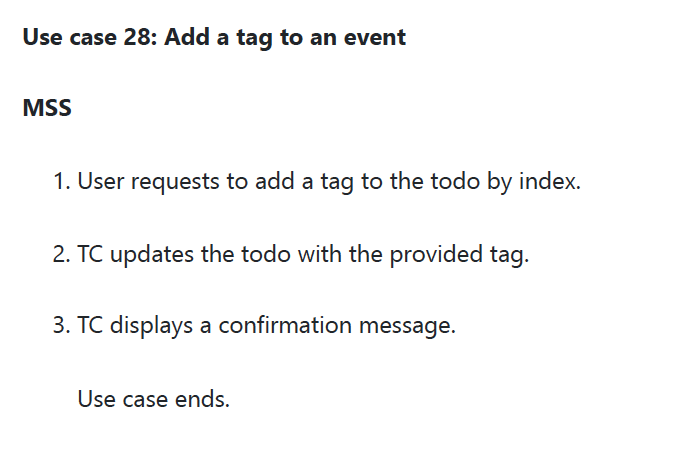 Use case 28: Add a tag to an event
MSS
1. User requests to add a tag to the todo by index.
2. TC updates the todo with the provided tag.
3. TC displays a confirmation message.
Use case ends.